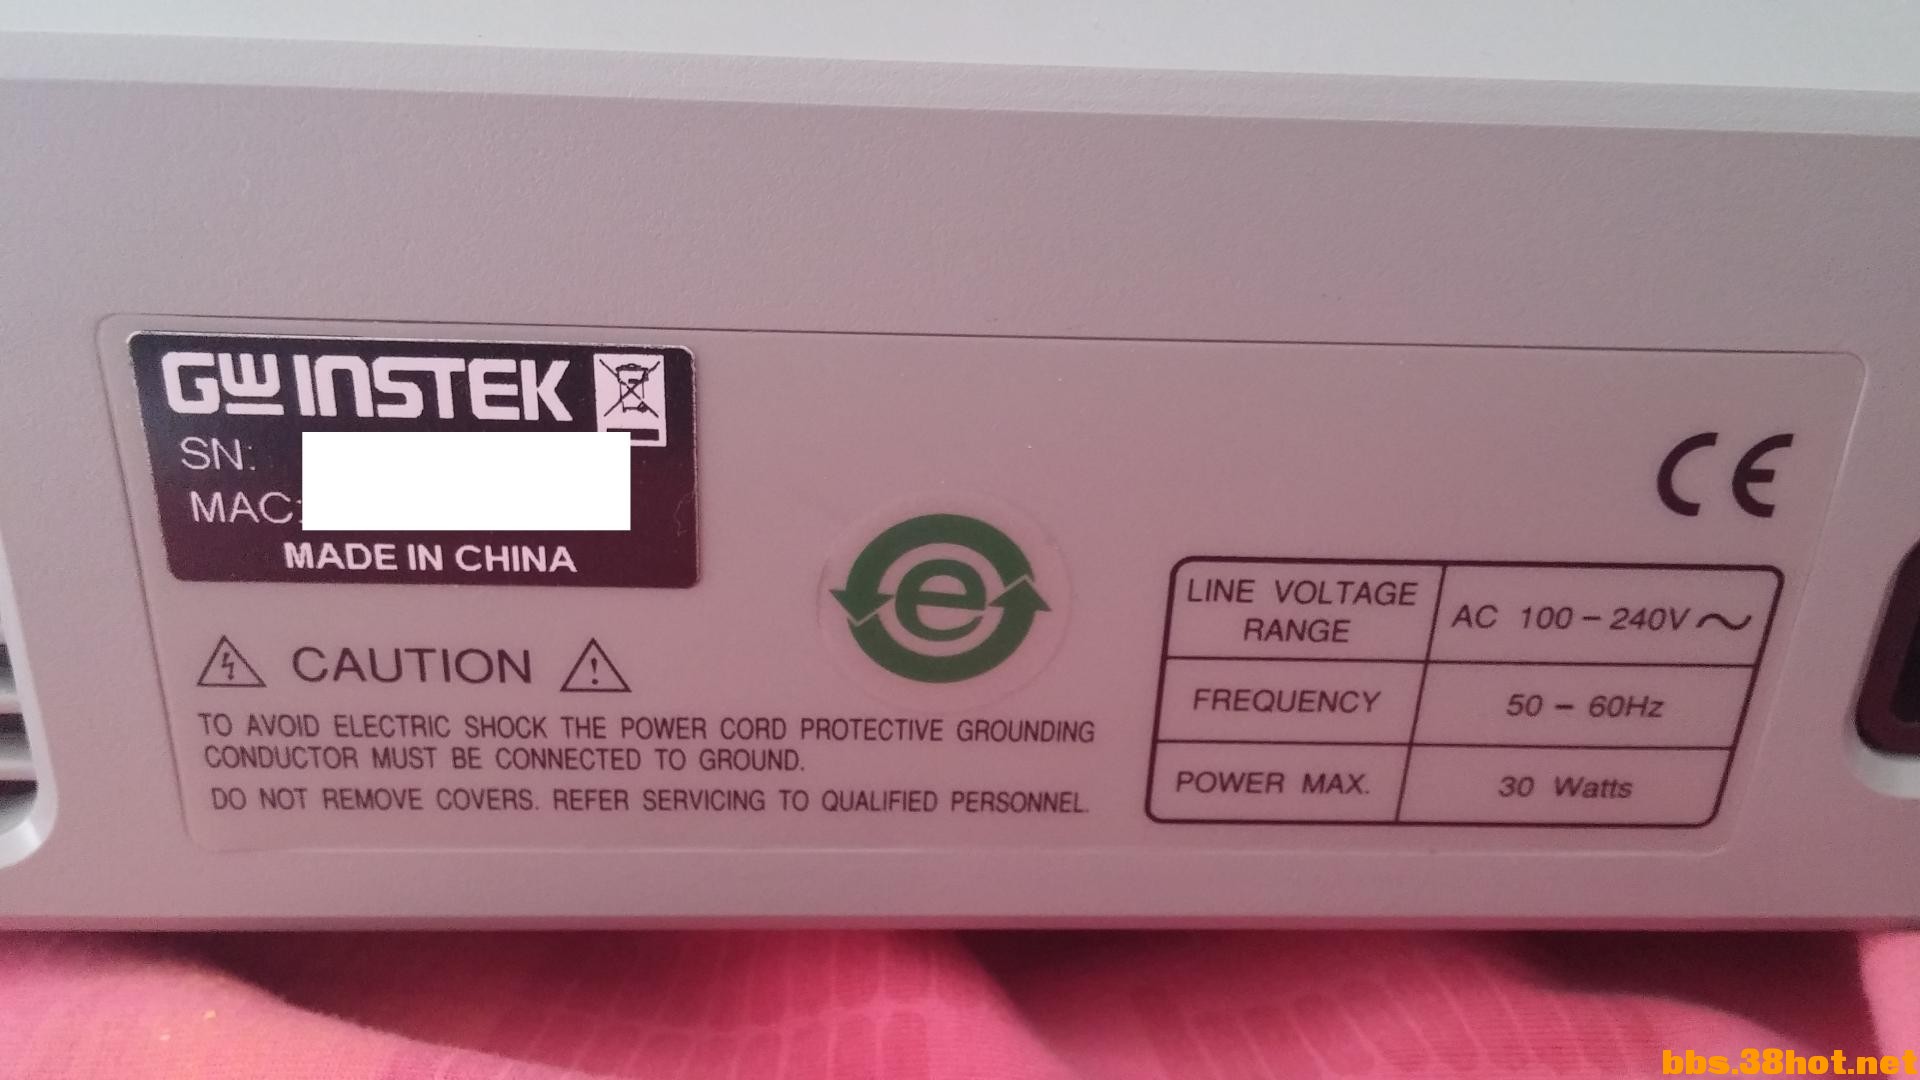 GW INSTEK
SN:
MAC:
MADE IN CHINA
CAUTION
TO AVOID ELECTRIC SHOCK THE POWER CORD PROTECTIVE GROUNDING
CONDUCTOR MUST BE CONNECTED TO GROUND.
DO NOT REMOVE COVERS. REFER SERVICING TO QUALIFIED PERSONNEL.
e
CE
LINE VOLTAGE
RANGE
AC 100 – 240V ~
FREQUENCY
50 – 60Hz
POWER MAX.
30 Watts
bbs.38hot.net